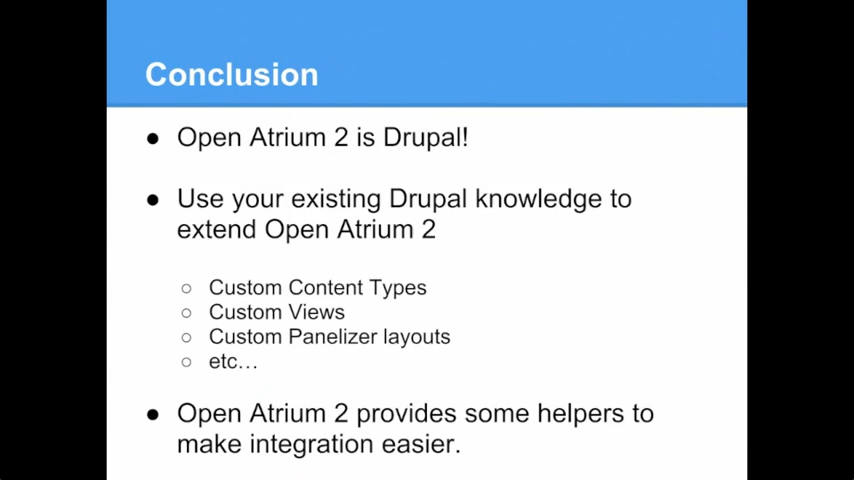 Conclusion
● Open Atrium 2 is Drupal!
● Use your existing Drupal knowledge to
extend Open Atrium 2
○ Custom Content Types
○ Custom Views
○ Custom Panelizer layouts
○ etc…
● Open Atrium 2 provides some helpers to
make integration easier.